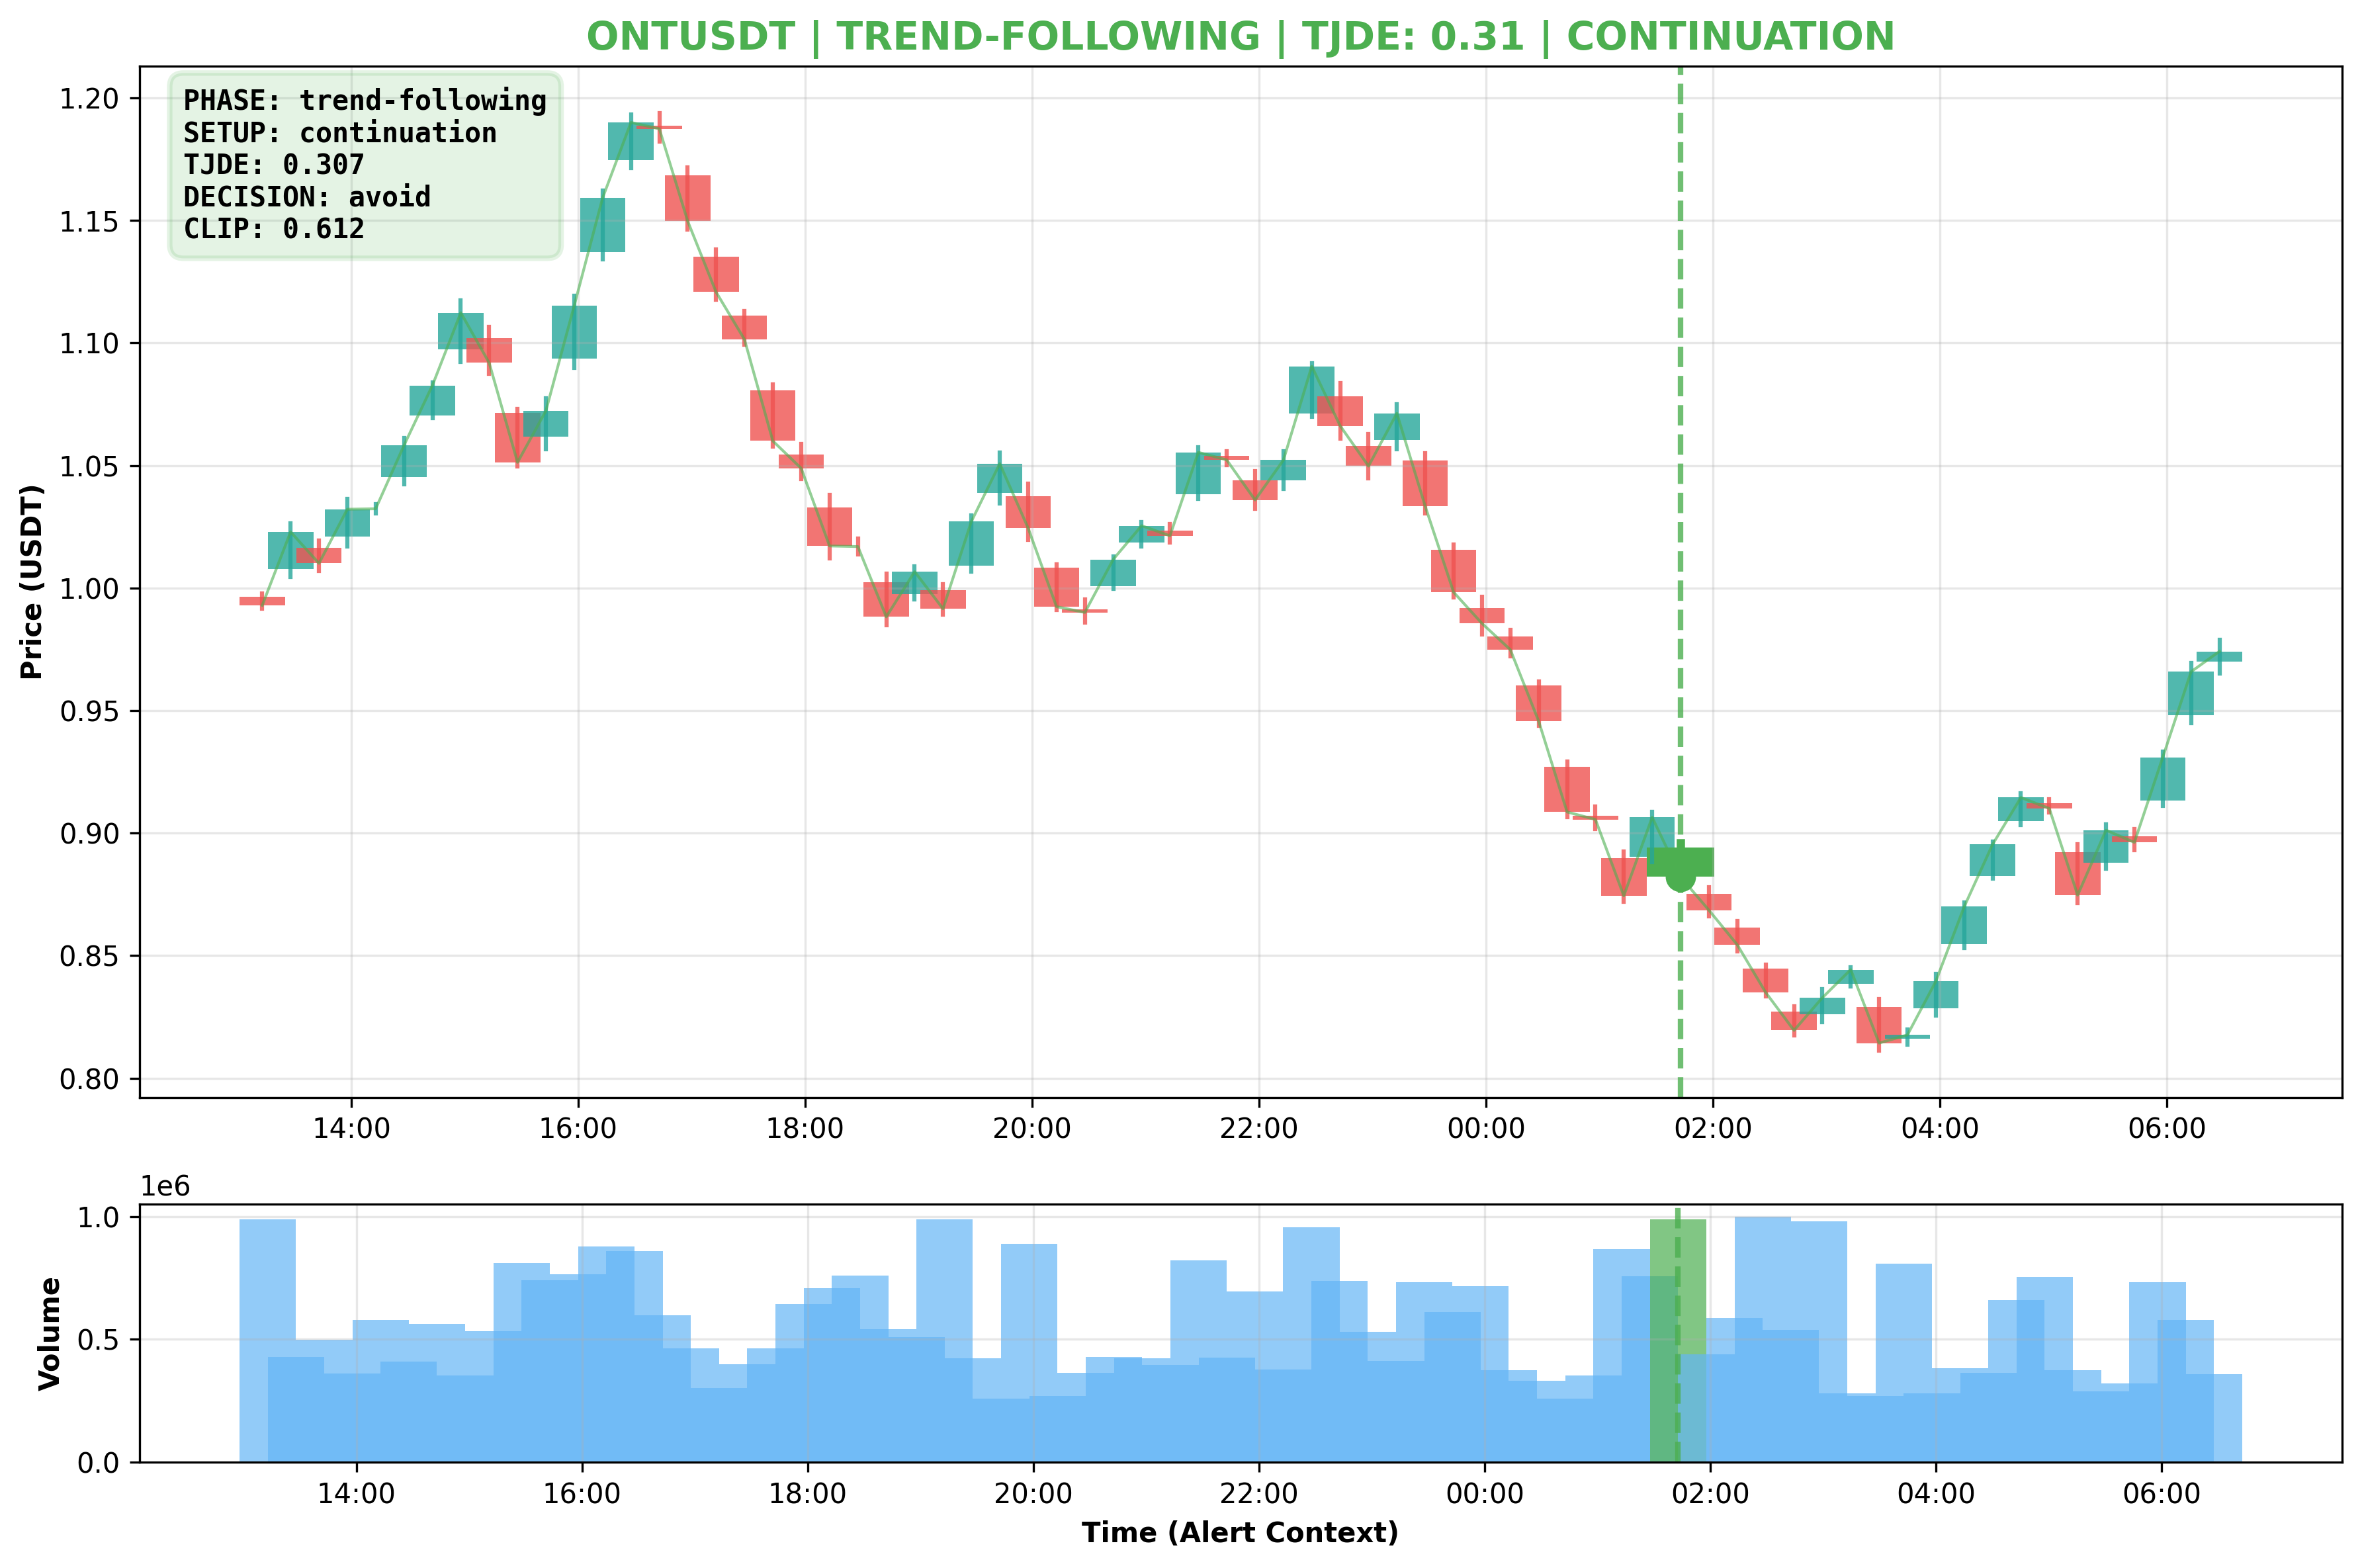 ONTUSDT | TREND-FOLLOWING | TJDE: 0.31 | CONTINUATION
PHASE: trend-following
SETUP: continuation
TJDE: 0.307
DECISION: avoid
CLIP: 0.612
Price (USDT)
1.20
1.15
1.10
1.05
1.00
0.95
0.90
0.85
0.80
14:00 16:00 18:00 20:00 22:00 00:00 02:00 04:00 06:00
1e6
Volume
1.0
0.5
0.0
14:00 16:00 18:00 20:00 22:00 00:00 02:00 04:00 06:00
Time (Alert Context)